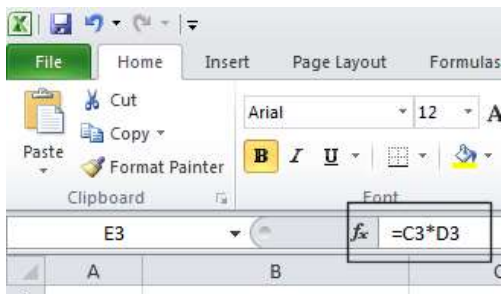 File Home Insert Page Layout Formulas
Cut
Copy
Paste
Format Painter
Arial 12 A
B I U
Clipboard Font
E3 fx =C3*D3
A B C